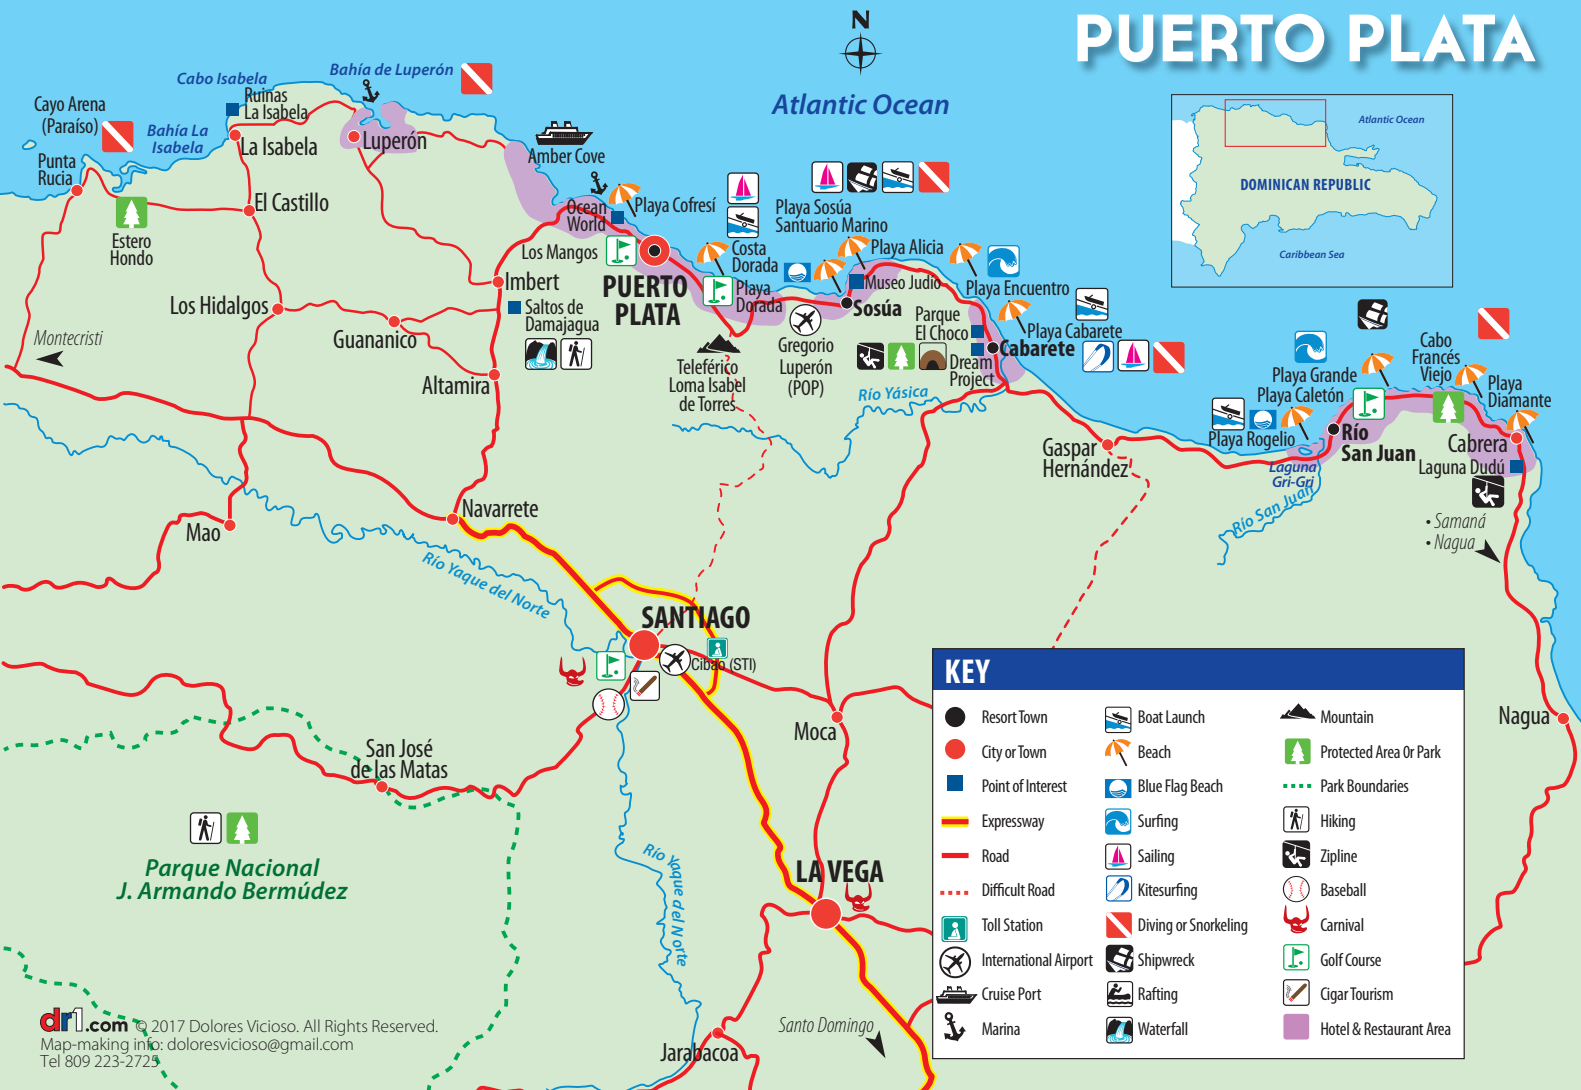 PUERTO PLATA
N
Atlantic Ocean
Atlantic Ocean
DOMINICAN REPUBLIC
Caribbean Sea
Cabo Isabela
Bahía de Luperón
Ruinas
La Isabela
Cayo Arena
(Paraíso)
Bahía La
Isabela
La Isabela
Luperón
Punta
Rucia
El Castillo
Estero
Hondo
Amber Cove
Ocean
World
Playa Cofresí
Los Mangos
PUERTO
PLATA
Costa
Dorada
Playa
Dorada
Playa Sosúa
Santuario Marino
Playa Alicia
Museo Judío
Sosúa
Playa Encuentro
Parque
El Choco
Playa Cabarete
Cabarete
Dream
Project
Imbert
Saltos de
Damajagua
Los Hidalgos
Guananico
Altamira
Montecristi
Teleférico
Loma Isabel
de Torres
Gregorio
Luperón
(POP)
Río Yásica
Gaspar
Hernández
Playa Grande
Playa Caletón
Playa Rogelio
Cabo
Francés
Viejo
Playa
Diamante
Río
San Juan
Cabrera
Laguna Dudú
Laguna
Gri-Gri
Río San Juan
• Samaná
• Nagua
Mao
Navarrete
Río Yaque del Norte
SANTIAGO
Cibao (STI)
San José
de las Matas
Moca
Nagua
Parque Nacional
J. Armando Bermúdez
Río Yaque del Norte
LA VEGA
Santo Domingo
Jarabacoa
KEY
Resort Town
City or Town
Point of Interest
Expressway
Road
Difficult Road
Toll Station
International Airport
Cruise Port
Marina
Boat Launch
Beach
Blue Flag Beach
Surfing
Sailing
Kitesurfing
Diving or Snorkeling
Shipwreck
Rafting
Waterfall
Mountain
Protected Area Or Park
Park Boundaries
Hiking
Zipline
Baseball
Carnival
Golf Course
Cigar Tourism
Hotel & Restaurant Area
dr1.com © 2017 Dolores Vicioso. All Rights Reserved.
Map-making info: doloresvicioso@gmail.com
Tel 809 223-2725